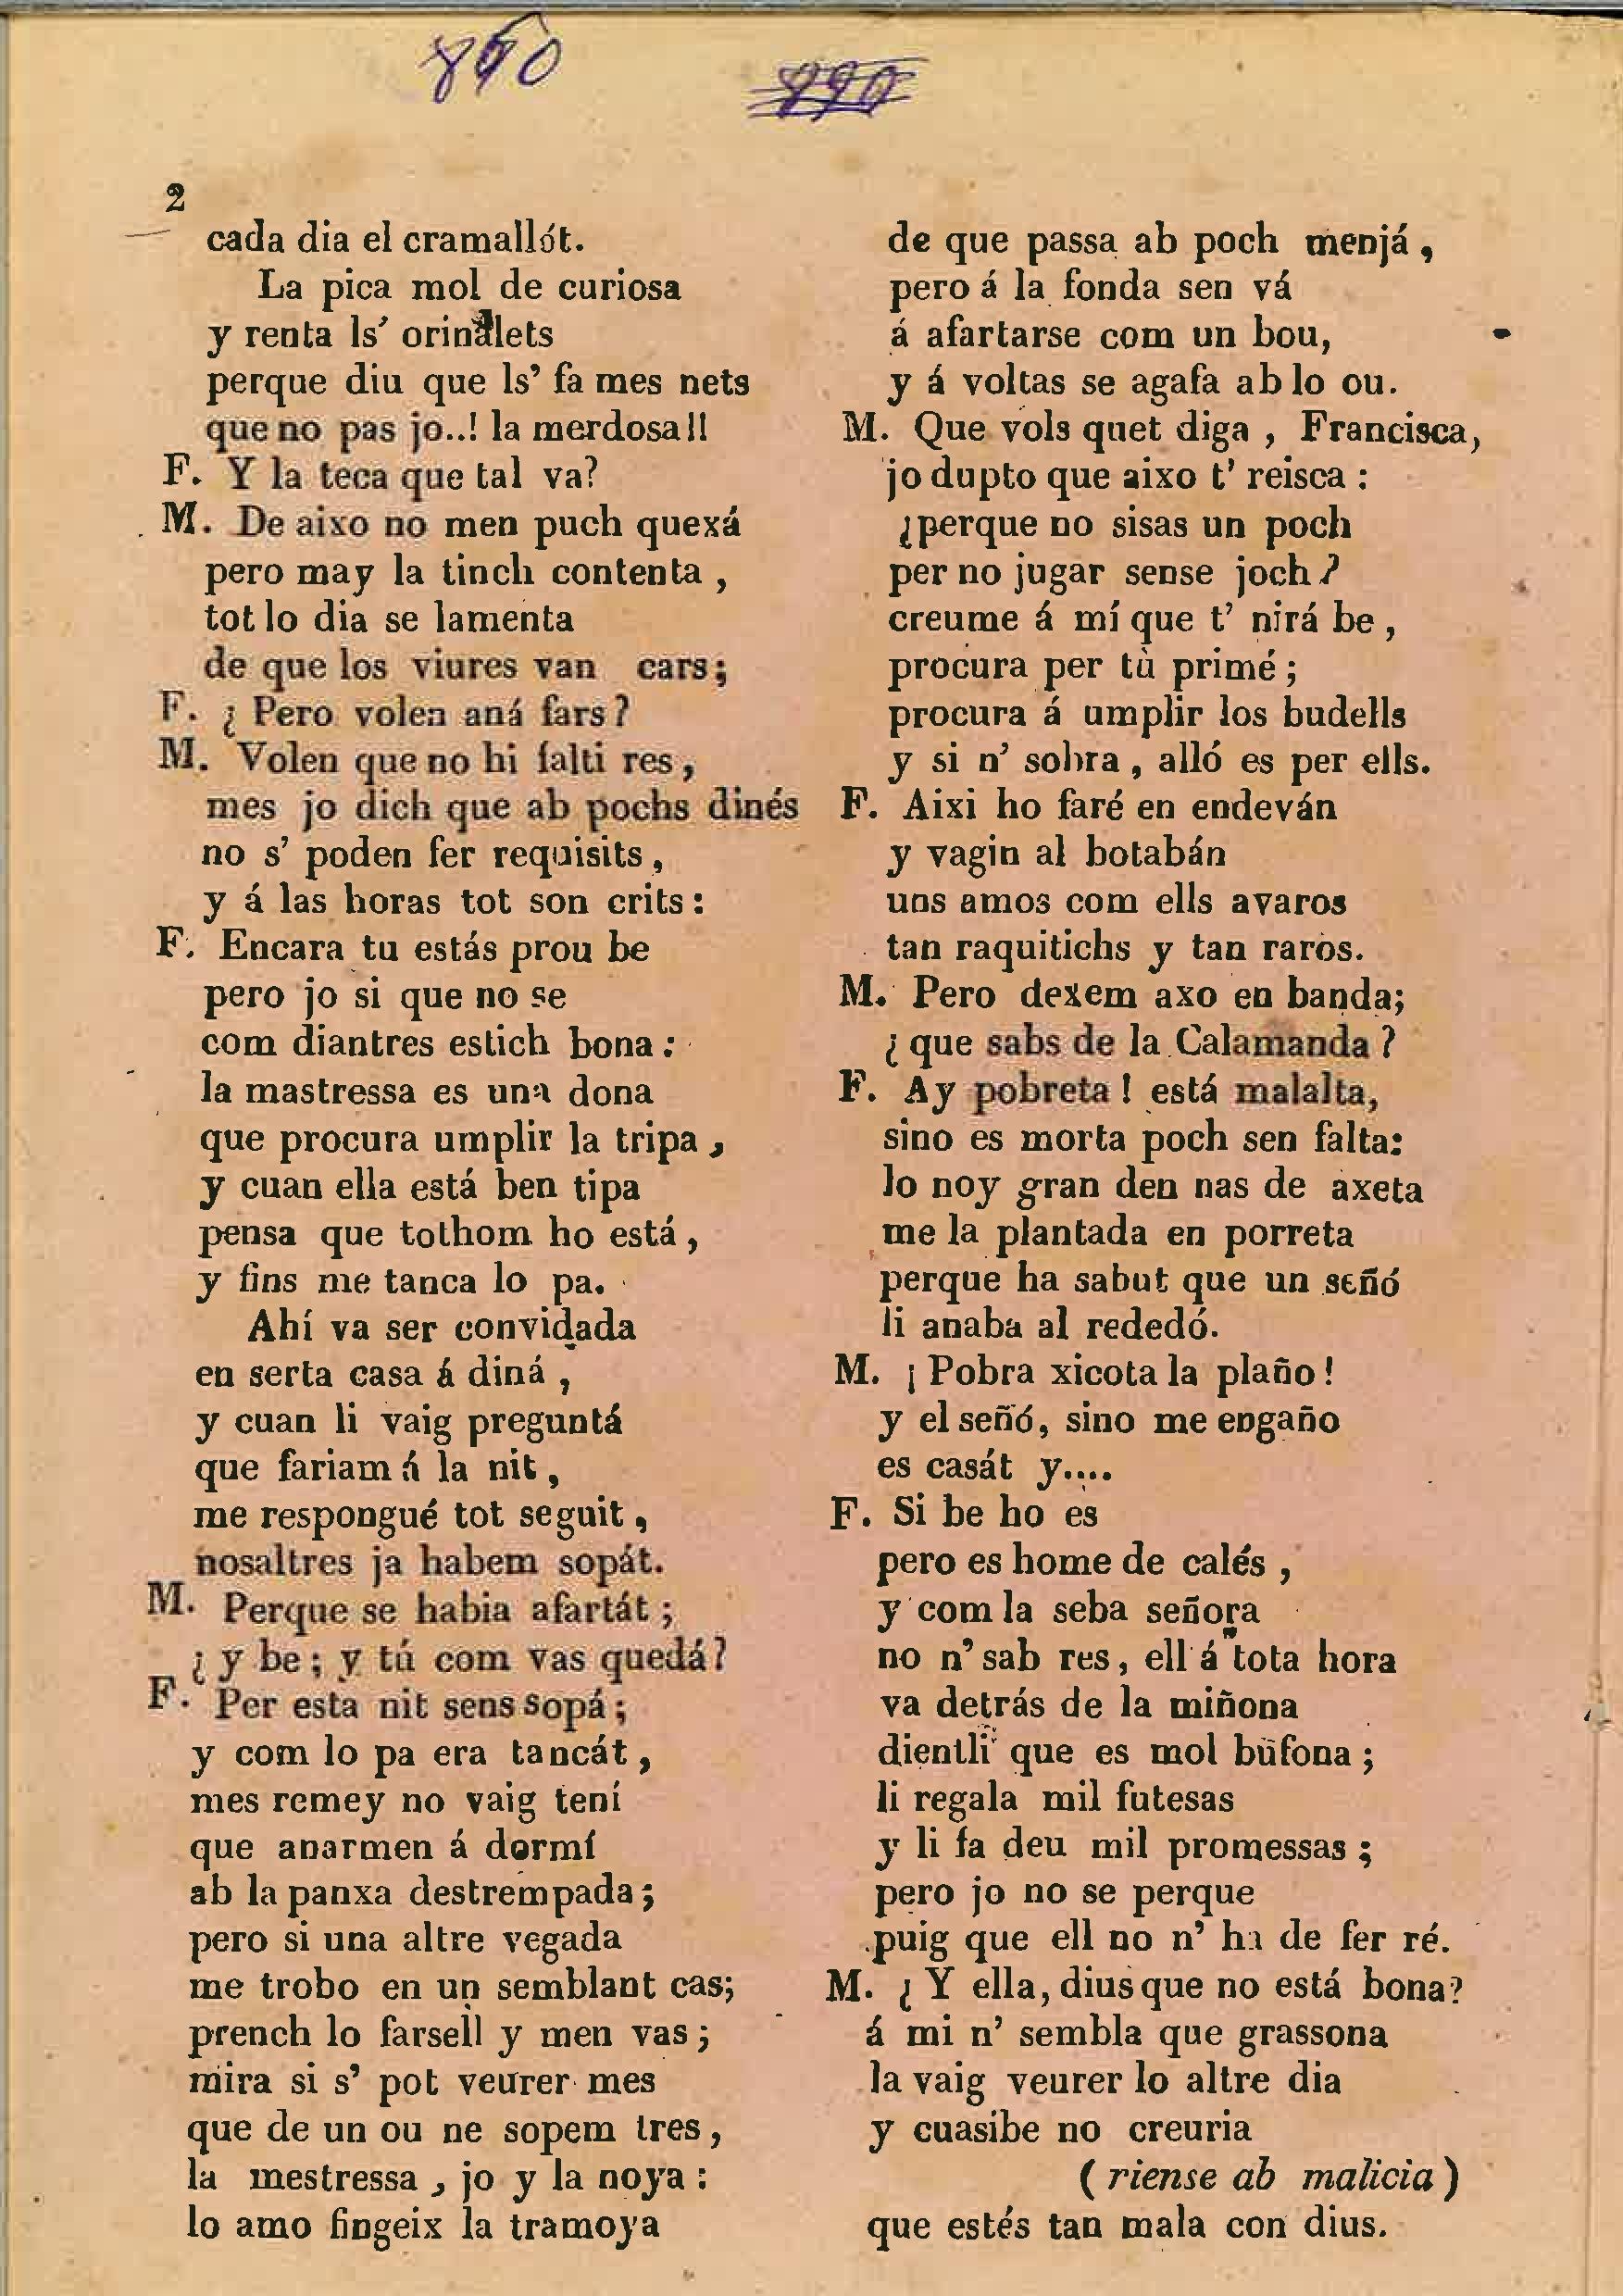 890
890
2
cada dia el cramallót.
La pica mol de curiosa
y renta ls' orinalets
perque diu que ls' fa mes nets
que no pas jo..! la merdosa!!
F. Y la teca que tal va?
M. De aixo no men puch quexá
pero may la tinch contenta ,
tot lo dia se lamenta
de que los viures van cars;
F. ¿ Pero volen aná fars ?
M. Volen que no hi falti res ,
mes jo dich que ab pochs dinés
no s' poden fer requisits ,
y á las horas tot son crits :
F. Encara tu estás prou be
pero jo si que no se
com diantres estich bona :
la mastressa es una dona
que procura umplir la tripa ,
y cuan ella está ben tipa
pensa que tothom ho está ,
y fins me tanca lo pa.
Ahí va ser convidada
en serta casa á diná ,
y cuan li vaig preguntá
que fariam á la nit ,
me respongué tot seguit ,
nosaltres ja habem sopát.
M. Perque se habia afartát ;
¿ y be ; y tú com vas quedá ?
F. Per esta nit sens sopá ;
y com lo pa era tancát ,
mes remey no vaig tení
que anarmen á dormí
ab la panxa destrempada ;
pero si una altre vegada
me trobo en un semblant cas;
prench lo farsell y men vas ;
mira si s' pot veurer mes
que de un ou ne sopem tres ,
la mestressa , jo y la noya :
lo amo fingeix la tramoya
de que passa ab poch menjá ,
pero á la fonda sen vá
á afartarse com un bou,
y á voltas se agafa ab lo ou.
M. Que vols quet diga , Francisca,
jo dupto que aixo t' reisca :
¿perque no sisas un poch
per no jugar sense joch ?
creume á mí que t' nirá be ,
procura per tù primé ;
procura á umplir los budells
y si n' sobra , alló es per ells.
F. Aixi ho faré en endeván
y vagin al botabán
uns amos com ells avaros
tan raquitichs y tan raros.
M. Pero dexem axo en banda;
¿ que sabs de la Calamanda ?
F. Ay pobreta ! está malalta,
sino es morta poch sen falta:
lo noy gran den nas de axeta
me la plantada en porreta
perque ha sabut que un señó
li anaba al rededó.
M. ¡ Pobra xicota la plaño !
y el señó, sino me engaño
es casát y....
F. Si be ho es
pero es home de calés ,
y com la seba señora
no n' sab res , ell á tota hora
va detrás de la miñona
dientli que es mol bufona ;
li regala mil futesas
y li fa deu mil promessas ;
pero jo no se perque
puig que ell no n' ha de fer ré.
M. ¿ Y ella, dius que no está bona?
á mi n' sembla que grassona
la vaig veurer lo altre dia
y cuasibe no creuria
( riense ab malicia )
que estés tan mala con dius.